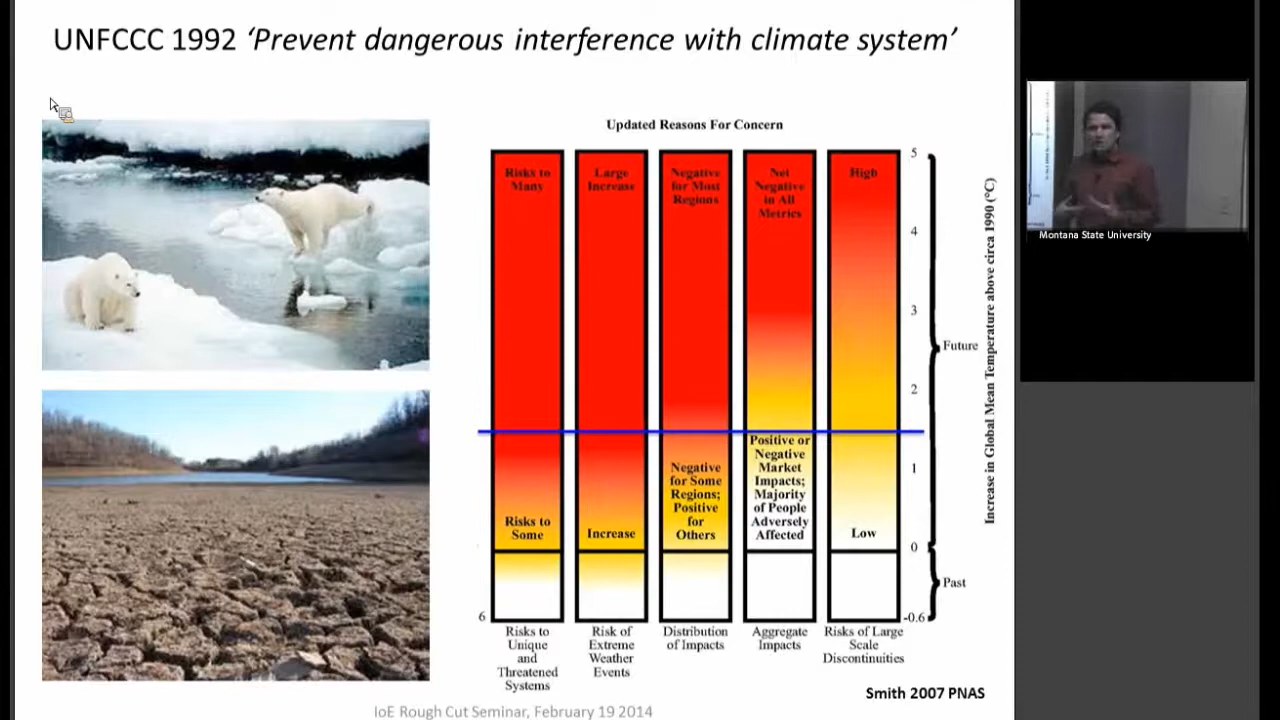 UNFCCC 1992 ‘Prevent dangerous interference with climate system’
Updated Reasons For Concern
Risks to
Many
Large
Increase
Negative
for Most
Regions
Net
Negative
in All
Metrics
High
Risks to
Some
Increase
Negative
for Some
Regions;
Positive
for
Others
Positive or
Negative
Market
Impacts;
Majority
of People
Adversely
Affected
Low
5
4
3
2
1
0
-0.6
6
Future
Past
Increase in Global Mean Temperature above circa 1990 (°C)
Risks to
Unique
and
Threatened
Systems
Risk of
Extreme
Weather
Events
Distribution
of Impacts
Aggregate
Impacts
Risks of Large
Scale
Discontinuities
Smith 2007 PNAS
IoE Rough Cut Seminar, February 19 2014
Montana State University